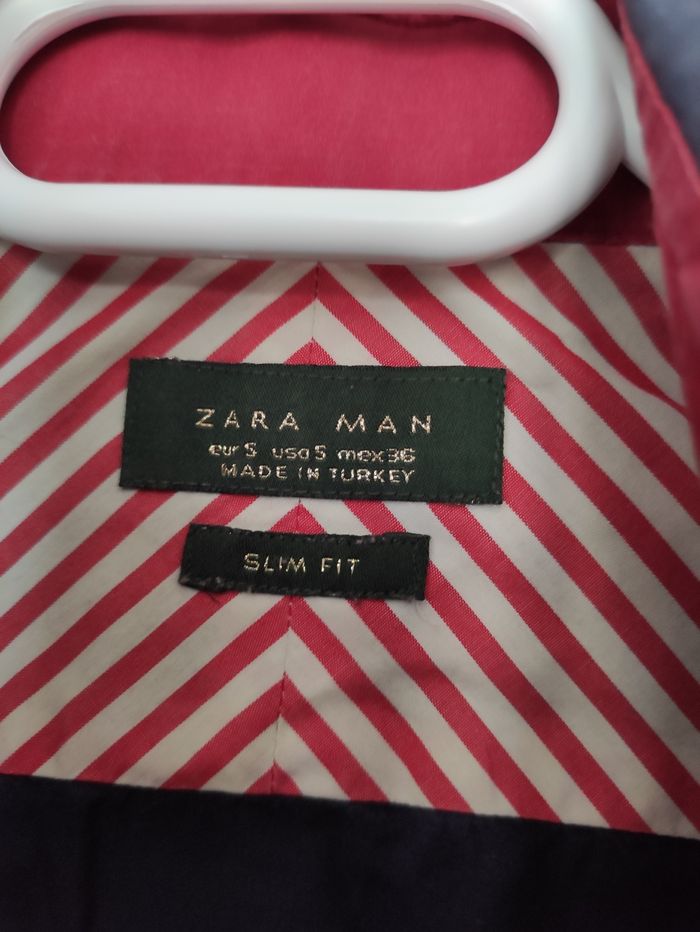 ZARA MAN
eur S usa S mex 36
MADE IN TURKEY
SLIM FIT